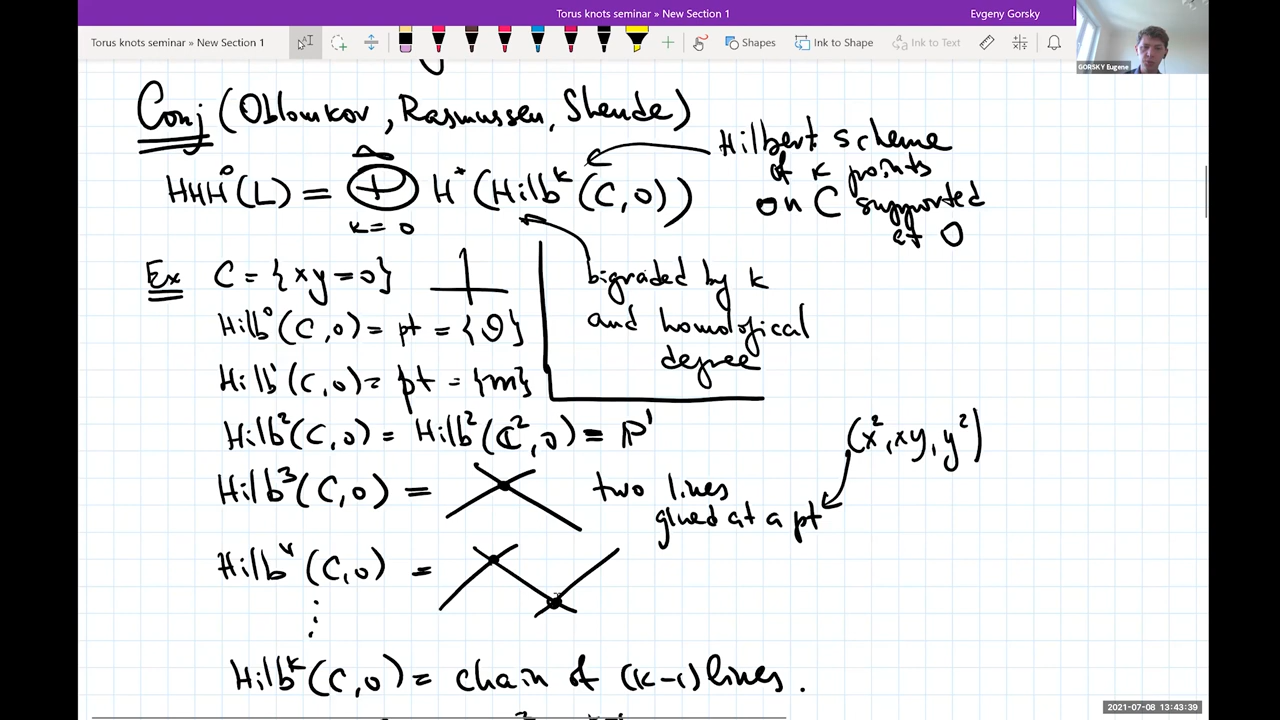 Torus knots seminar » New Section 1
Evgeny Gorsky
Torus knots seminar » New Section 1
Shapes
Ink to Shape
Ink to Text
GORSKY Eugene
Conj (Oblomkov, Rasmussen, Shende)
HHH⁰(L) = ⊕ H*(Hilbᵏ(C,0))
∞
k=0
Hilbert scheme
of k points
on C supported
at 0
Ex C = {xy=0}
bigraded by k
and homological
degree
Hilb⁰(C,0) = pt = {O}
Hilb¹(C,0) = pt = {m}
Hilb²(C,0) = Hilb²(ℂ²,0) = P¹
(x², xy, y²)
Hilb³(C,0) =
two lines
glued at a pt
Hilb⁴(C,0) =
⋮
Hilbᵏ(C,0) = chain of (k-1) lines.
2021-07-08 13:43:39